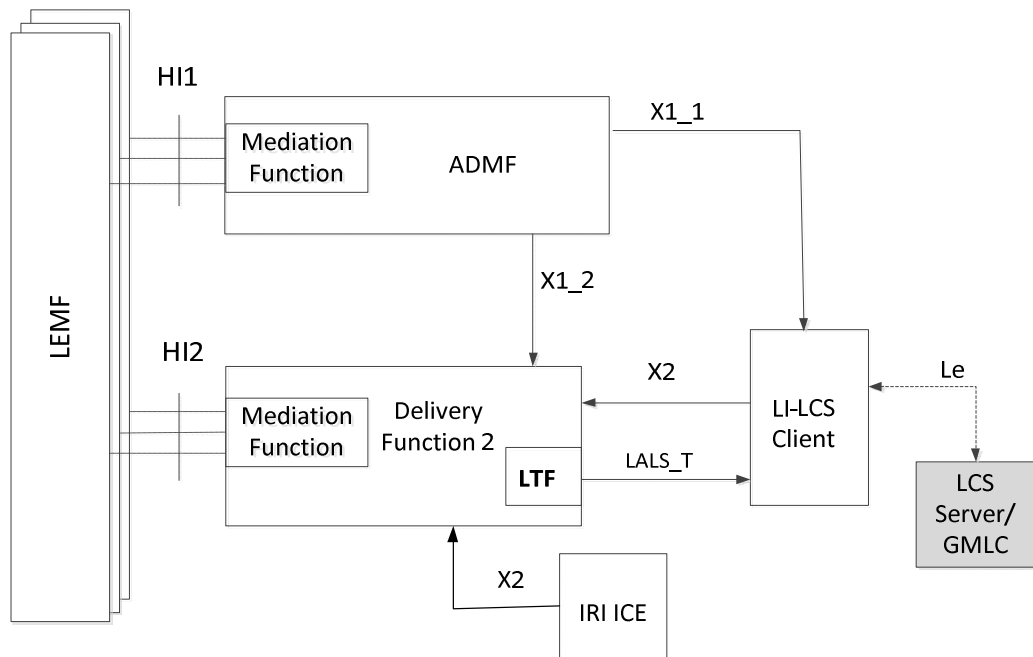 HI1
X1_1
Mediation
Function
ADMF
X1_2
LEMF
HI2
X2
Le
Mediation
Function
Delivery
Function 2
LI-LCS
Client
LTF
LALS_T
LCS
Server/
GMLC
X2
IRI ICE